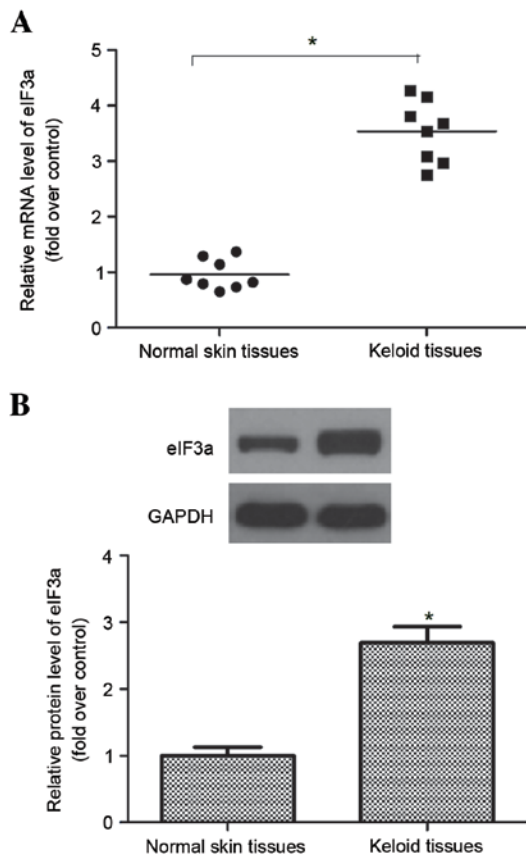 A
*
Relative mRNA level of eIF3a
(fold over control)
5
4
3
2
1
0
Normal skin tissues
Keloid tissues
B
eIF3a
GAPDH
Relative protein level of eIF3a
(fold over control)
4
3
2
1
0
*
Normal skin tissues
Keloid tissues